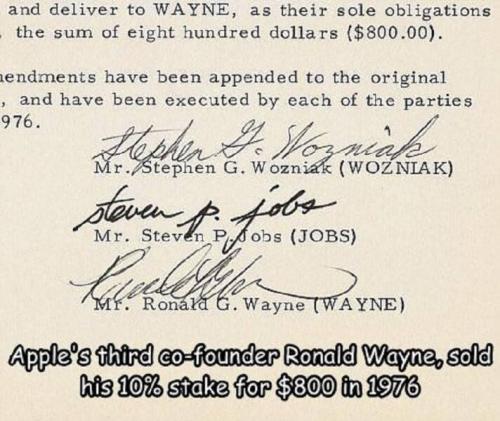 and deliver to WAYNE, as their sole obligations
, the sum of eight hundred dollars ($800.00).
endments have been appended to the original
, and have been executed by each of the parties
976.
Stephen G. Wozniak
Mr. Stephen G. Wozniak (WOZNIAK)
steven p. jobs
Mr. Steven P. Jobs (JOBS)
Mr. Ronald G. Wayne (WAYNE)
Apple's third co-founder Ronald Wayne, sold
his 10% stake for $800 in 1976